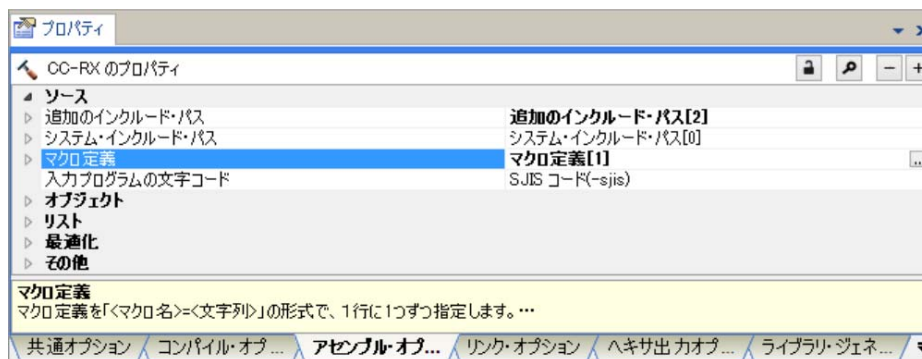 プロパティ
CC-RX のプロパティ
ソース
追加のインクルード・パス 追加のインクルード・パス[2]
システム・インクルード・パス システム・インクルード・パス[0]
マクロ定義 マクロ定義[1] ...
入力プログラムの文字コード SJIS コード(-sjis)
オブジェクト
リスト
最適化
その他
マクロ定義
マクロ定義を「<マクロ名>=<文字列>」の形式で、1行に1つずつ指定します。…
共通オプション コンパイル・オプ... アセンブル・オプ... リンク・オプション ヘキサ出力オプ... ライブラリ・ジェネ...